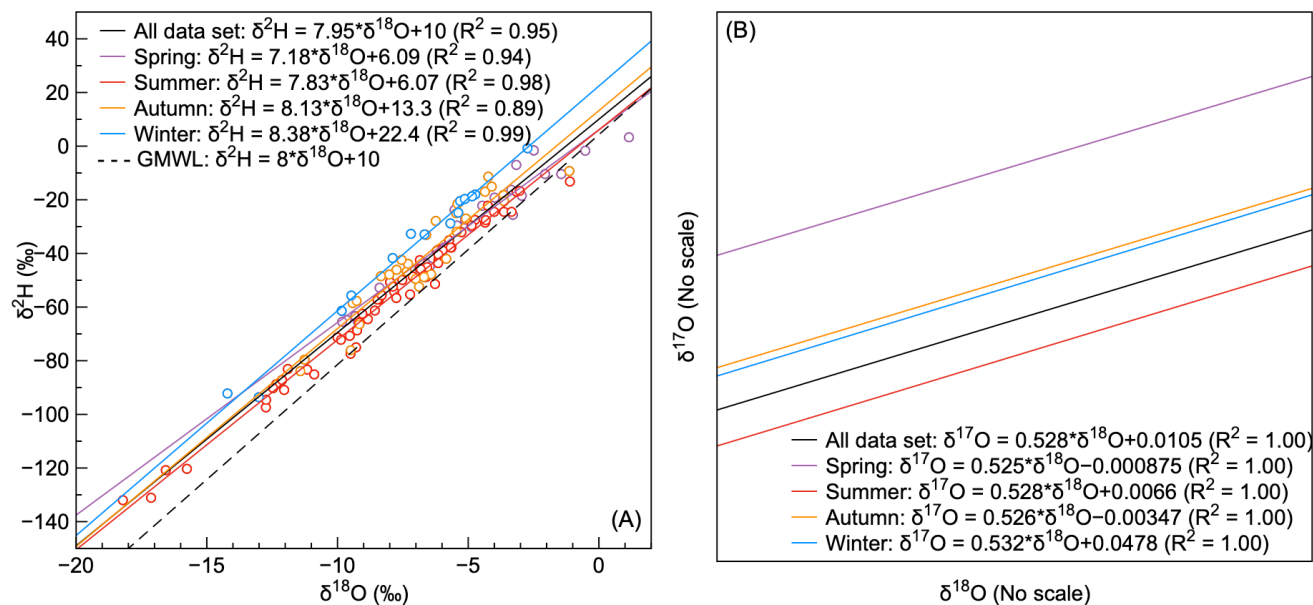 40
20
0
−20
−40
−60
−80
−100
−120
−140
δ²H (‰)
All data set: δ²H = 7.95*δ¹⁸O+10 (R² = 0.95)
Spring: δ²H = 7.18*δ¹⁸O+6.09 (R² = 0.94)
Summer: δ²H = 7.83*δ¹⁸O+6.07 (R² = 0.98)
Autumn: δ²H = 8.13*δ¹⁸O+13.3 (R² = 0.89)
Winter: δ²H = 8.38*δ¹⁸O+22.4 (R² = 0.99)
GMWL: δ²H = 8*δ¹⁸O+10
(A)
−20 −15 −10 −5 0
δ¹⁸O (‰)
(B)
δ¹⁷O (No scale)
All data set: δ¹⁷O = 0.528*δ¹⁸O+0.0105 (R² = 1.00)
Spring: δ¹⁷O = 0.525*δ¹⁸O−0.000875 (R² = 1.00)
Summer: δ¹⁷O = 0.528*δ¹⁸O+0.0066 (R² = 1.00)
Autumn: δ¹⁷O = 0.526*δ¹⁸O−0.00347 (R² = 1.00)
Winter: δ¹⁷O = 0.532*δ¹⁸O+0.0478 (R² = 1.00)
δ¹⁸O (No scale)